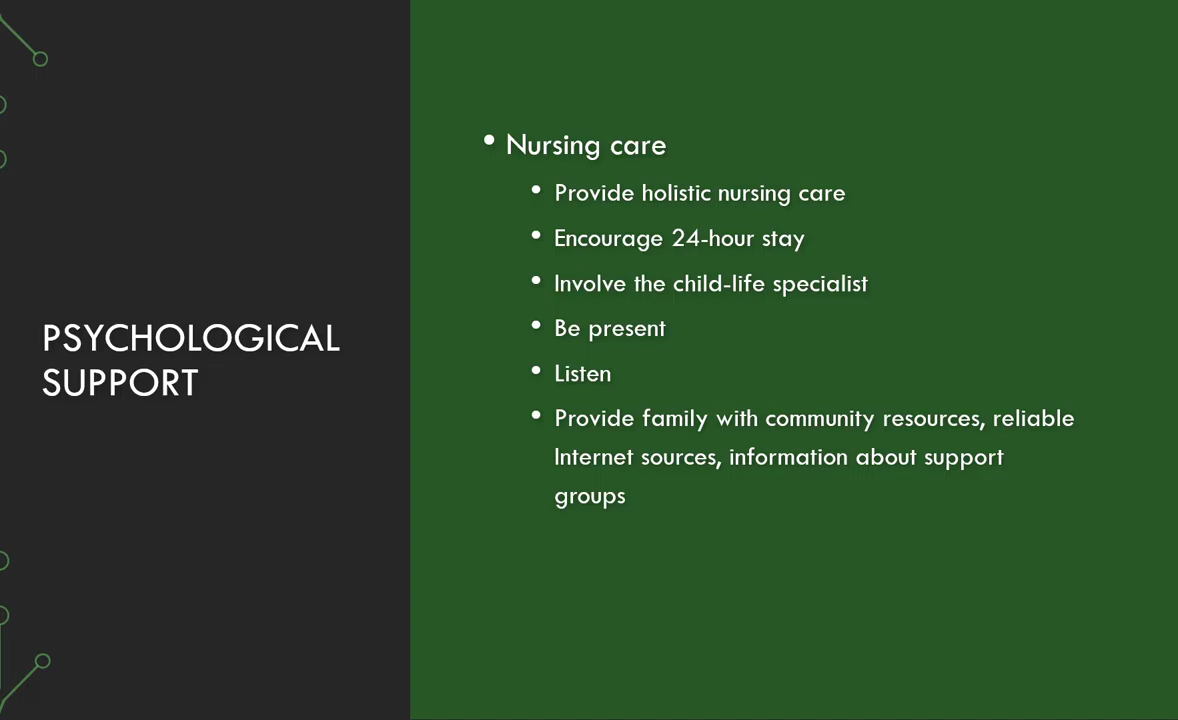 PSYCHOLOGICAL
SUPPORT
• Nursing care
• Provide holistic nursing care
• Encourage 24-hour stay
• Involve the child-life specialist
• Be present
• Listen
• Provide family with community resources, reliable
Internet sources, information about support
groups